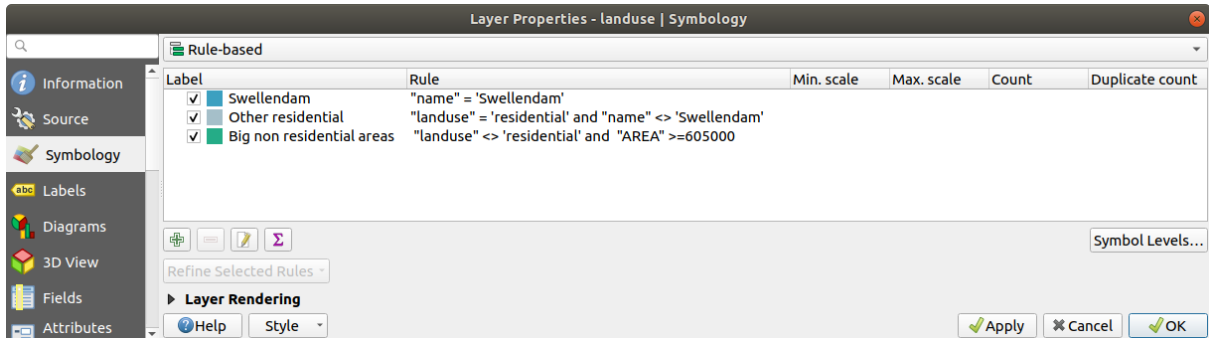 Layer Properties - landuse | Symbology
Information
Source
Symbology
abc Labels
Diagrams
3D View
Fields
Attributes
Rule-based
Label Rule Min. scale Max. scale Count Duplicate count
Swellendam "name" = 'Swellendam'
Other residential "landuse" = 'residential' and "name" <> 'Swellendam'
Big non residential areas "landuse" <> 'residential' and "AREA" >=605000
Σ
Symbol Levels...
Refine Selected Rules
Layer Rendering
Help Style Apply Cancel OK